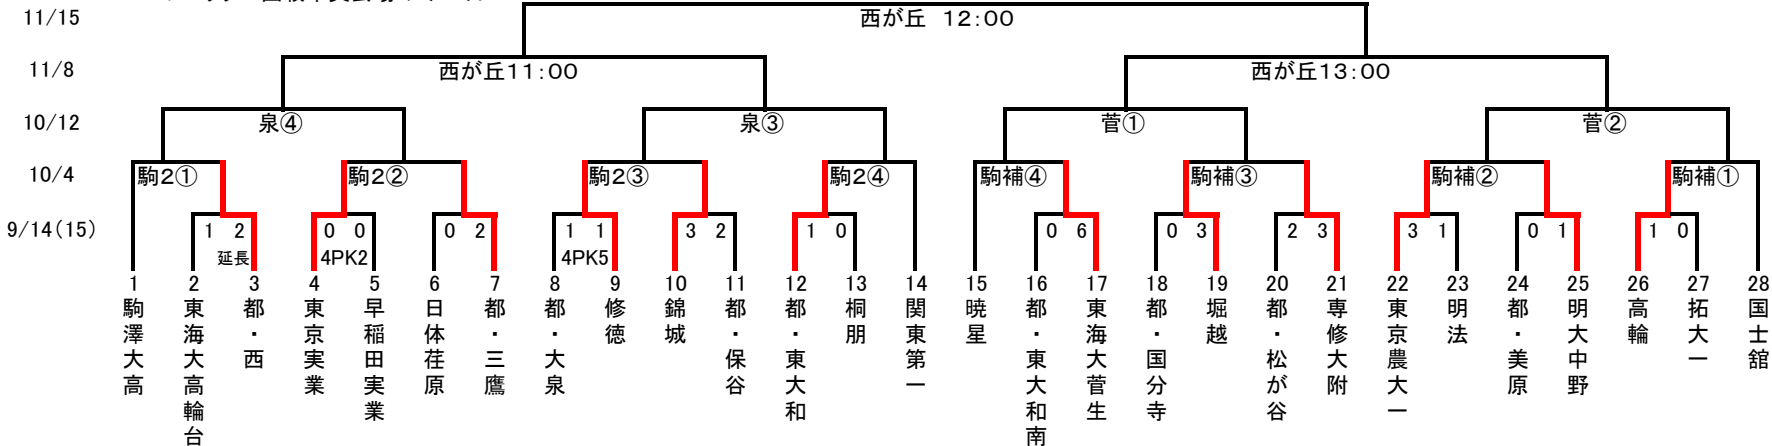 11/15
西が丘 12:00
11/8
西が丘11:00
西が丘13:00
10/12
泉④
泉③
菅①
菅②
10/4
駒2①
駒2②
駒2③
駒2④
駒補④
駒補③
駒補②
駒補①
9/14(15)
1 2
0 0
0 2
1 1
3 2
1 0
0 6
0 3
2 3
3 1
0 1
1 0
延長
4PK2
4PK5
1 駒澤大高
2 東海大高輪台
3 都・西
4 東京実業
5 早稲田実業
6 日体荏原
7 都・三鷹
8 都・大泉
9 修徳
10 錦城
11 都・保谷
12 都・東大和
13 桐朋
14 関東第一
15 暁星
16 都・東大和南
17 東海大菅生
18 都・国分寺
19 堀越
20 都・松が谷
21 専修大附
22 東京農大一
23 明法
24 都・美原
25 明大中野
26 高輪
27 拓大一
28 国士舘